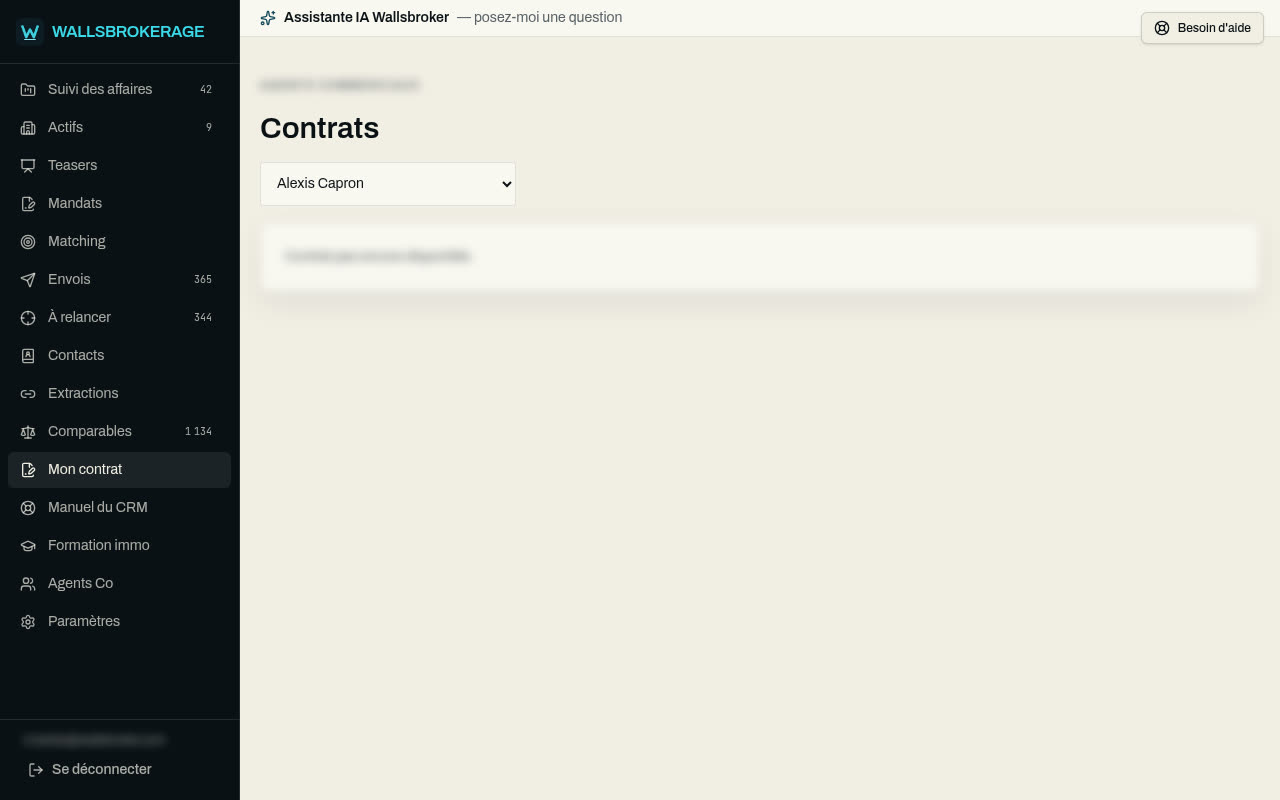 WALLSBROKERAGE
Suivi des affaires 42
Actifs 9
Teasers
Mandats
Matching
Envois 365
À relancer 344
Contacts
Extractions
Comparables 1 134
Mon contrat
Manuel du CRM
Formation immo
Agents Co
Paramètres
Se déconnecter
Assistante IA Wallsbroker — posez-moi une question
Besoin d'aide
Contrats
Alexis Capron